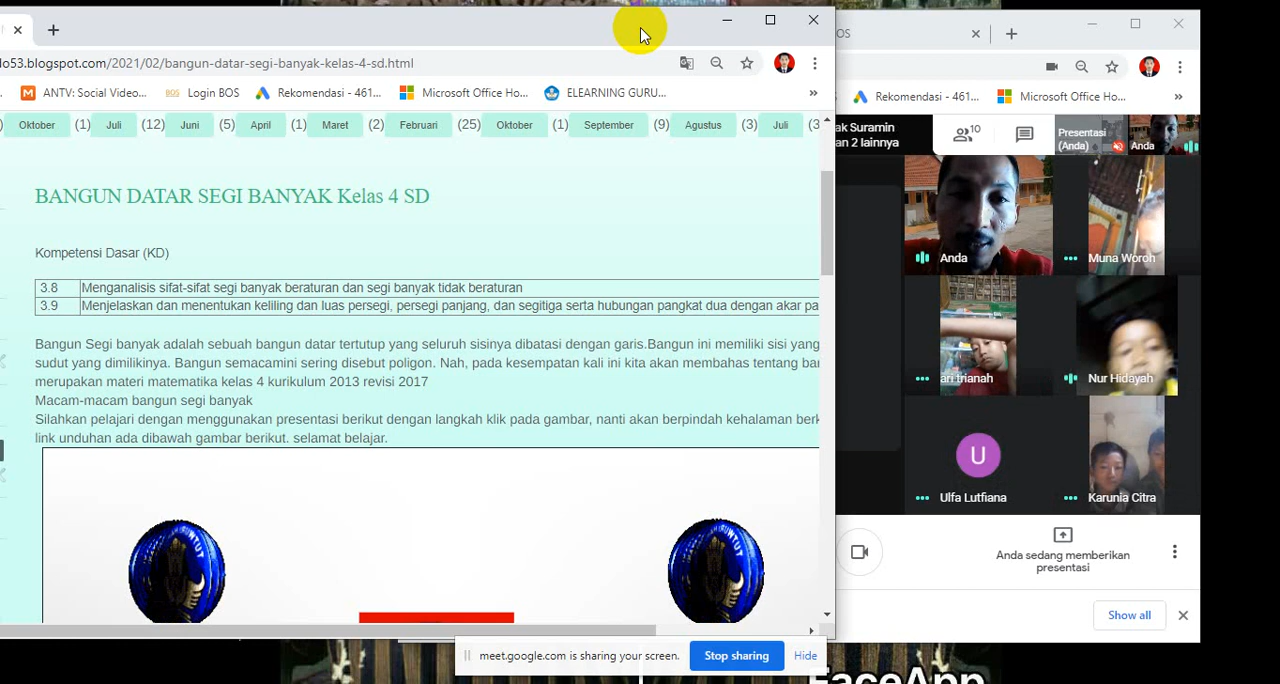 lo53.blogspot.com/2021/02/bangun-datar-segi-banyak-kelas-4-sd.html
ANTV: Social Video... BOS Login BOS Rekomendasi - 461... Microsoft Office Ho... ELEARNING GURU... »
) Oktober (1) Juli (12) Juni (5) April (1) Maret (2) Februari (25) Oktober (1) September (9) Agustus (3) Juli (3
BANGUN DATAR SEGI BANYAK Kelas 4 SD
Kompetensi Dasar (KD)
3.8 Menganalisis sifat-sifat segi banyak beraturan dan segi banyak tidak beraturan
3.9 Menjelaskan dan menentukan keliling dan luas persegi, persegi panjang, dan segitiga serta hubungan pangkat dua dengan akar pa
Bangun Segi banyak adalah sebuah bangun datar tertutup yang seluruh sisinya dibatasi dengan garis.Bangun ini memiliki sisi yang
sudut yang dimilikinya. Bangun semacamini sering disebut poligon. Nah, pada kesempatan kali ini kita akan membahas tentang ban
merupakan materi matematika kelas 4 kurikulum 2013 revisi 2017
Macam-macam bangun segi banyak
Silahkan pelajari dengan menggunakan presentasi berikut dengan langkah klik pada gambar, nanti akan berpindah kehalaman berk
link unduhan ada dibawah gambar berikut. selamat belajar.
meet.google.com is sharing your screen. Stop sharing Hide
OS
Rekomendasi - 461... Microsoft Office Ho... »
ak Suramin
an 2 lainnya
10
Presentasi
(Anda)
Anda
Anda
Muna Woroh
ari trianah
Nur Hidayah
U
Ulfa Lutfiana
Karunia Citra
Anda sedang memberikan
presentasi
Show all
FaceApp